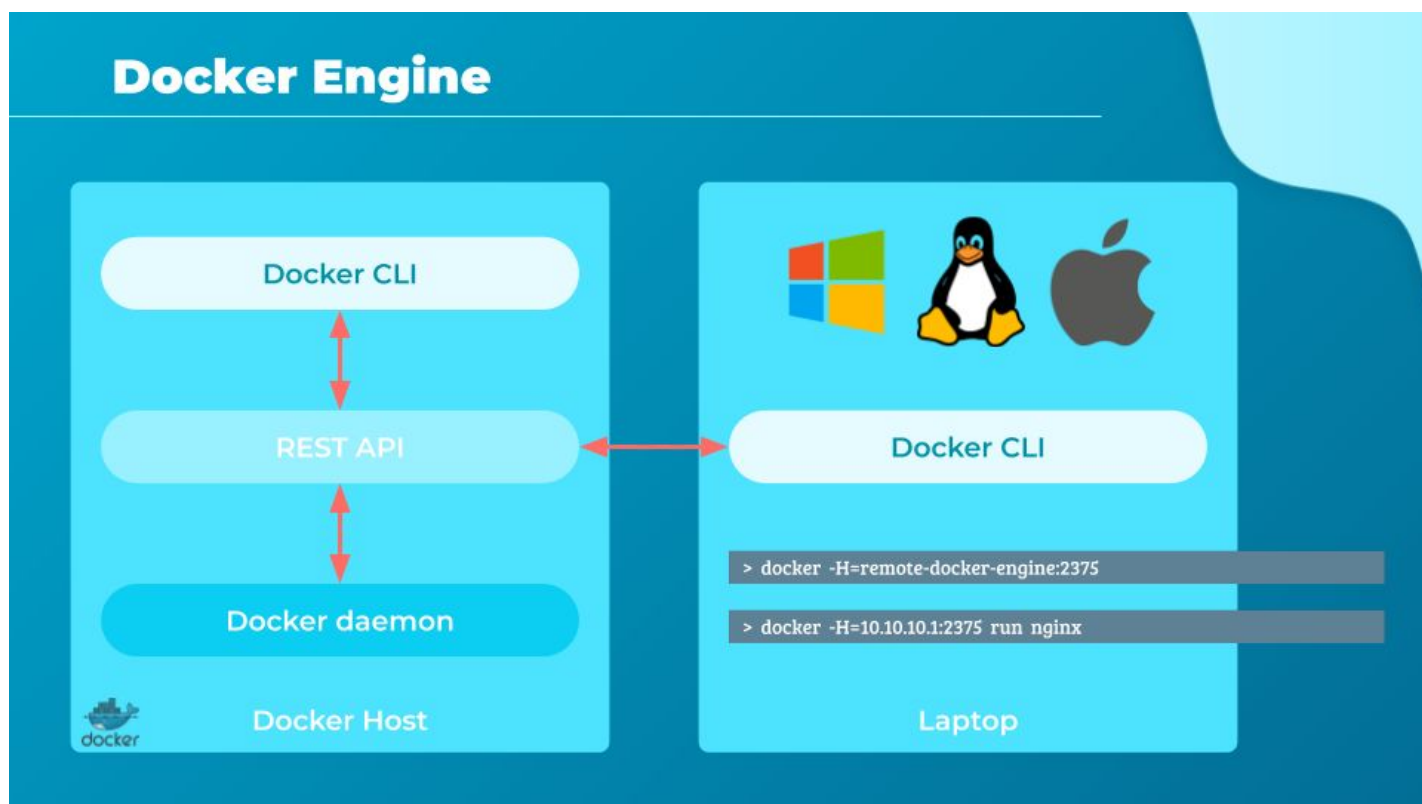 Docker Engine
Docker CLI
REST API
Docker daemon
docker
Docker Host
Docker CLI
> docker -H=remote-docker-engine:2375
> docker -H=10.10.10.1:2375 run nginx
Laptop